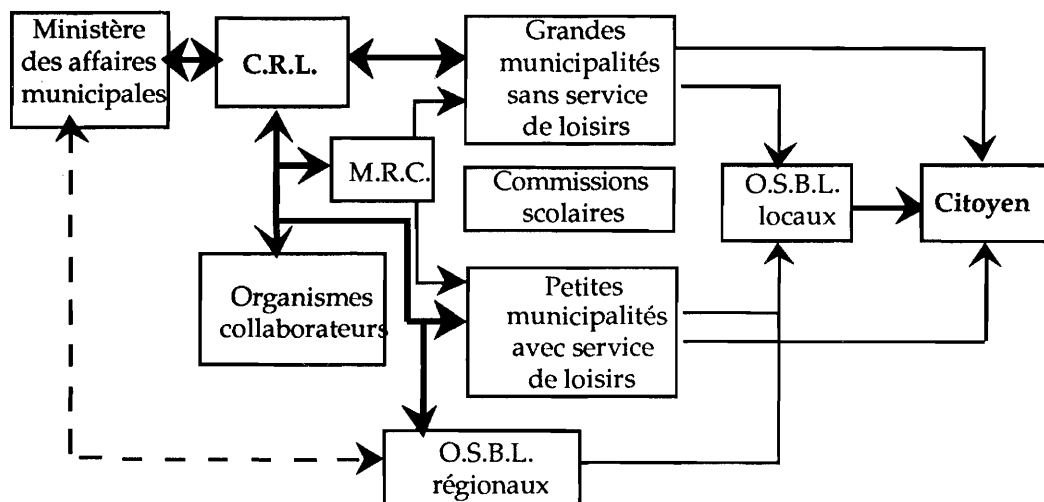 Ministère
des affaires
municipales
C.R.L.
Grandes
municipalités
sans service
de loisirs
M.R.C.
Commissions
scolaires
O.S.B.L.
locaux
Citoyen
Organismes
collaborateurs
Petites
municipalités
avec service
de loisirs
O.S.B.L.
régionaux